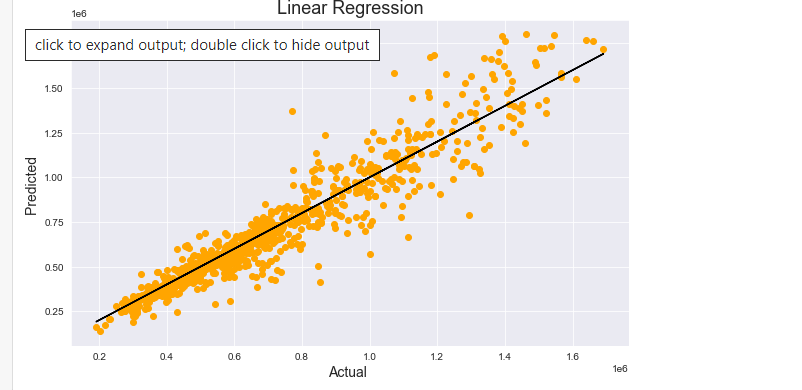 Linear Regression
1e6
click to expand output; double click to hide output
1.50
1.25
1.00
0.75
0.50
0.25
Predicted
0.2 0.4 0.6 0.8 1.0 1.2 1.4 1.6
1e6
Actual